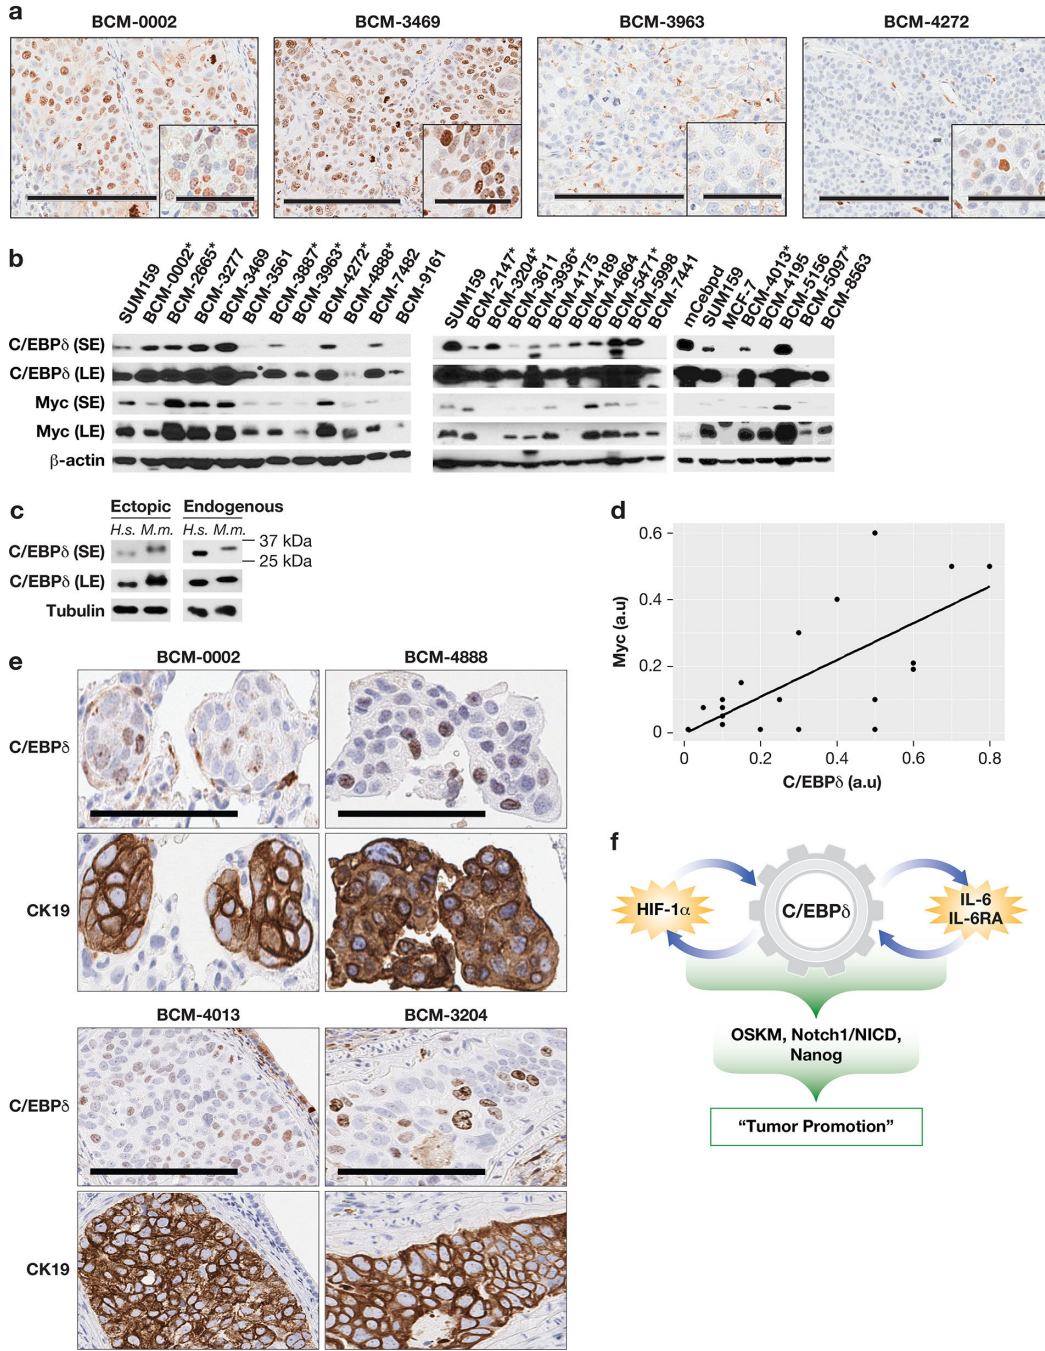 a
BCM-0002 BCM-3469 BCM-3963 BCM-4272
b
SUM159 BCM-0002* BCM-2665* BCM-3277 BCM-3469 BCM-3561 BCM-3887* BCM-3963* BCM-4272* BCM-4888* BCM-7482 BCM-9161
SUM159 BCM-2147* BCM-3204* BCM-3611 BCM-3936* BCM-4175 BCM-4189 BCM-4664 BCM-5471* BCM-5998 BCM-7441
mCebpd SUM159 MCF-7 BCM-4013* BCM-4195 BCM-5156 BCM-5097* BCM-8563
C/EBPδ (SE)
C/EBPδ (LE)
Myc (SE)
Myc (LE)
β-actin
c
Ectopic Endogenous
H.s. M.m. H.s. M.m.
C/EBPδ (SE)
37 kDa
25 kDa
C/EBPδ (LE)
Tubulin
d
0.6
0.4
0.2
0
Myc (a.u)
0 0.2 0.4 0.6 0.8
C/EBPδ (a.u)
e
BCM-0002 BCM-4888
C/EBPδ
CK19
BCM-4013 BCM-3204
C/EBPδ
CK19
f
HIF-1α
C/EBPδ
IL-6
IL-6RA
OSKM, Notch1/NICD,
Nanog
“Tumor Promotion”